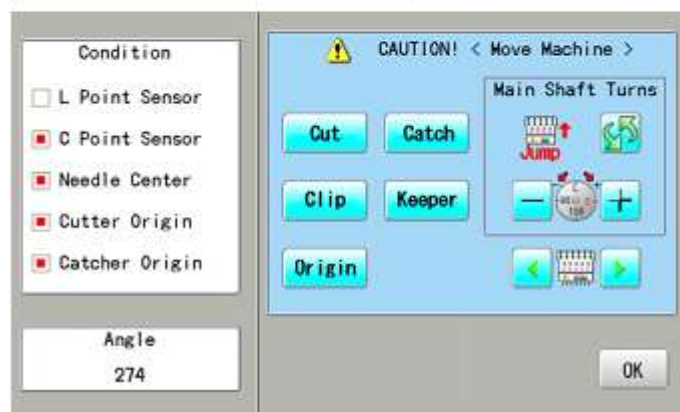 Condition
L Point Sensor
C Point Sensor
Needle Center
Cutter Origin
Catcher Origin
Angle
274
CAUTION! < Move Machine >
Main Shaft Turns
Cut
Catch
Jump
Clip
Keeper
Origin
OK